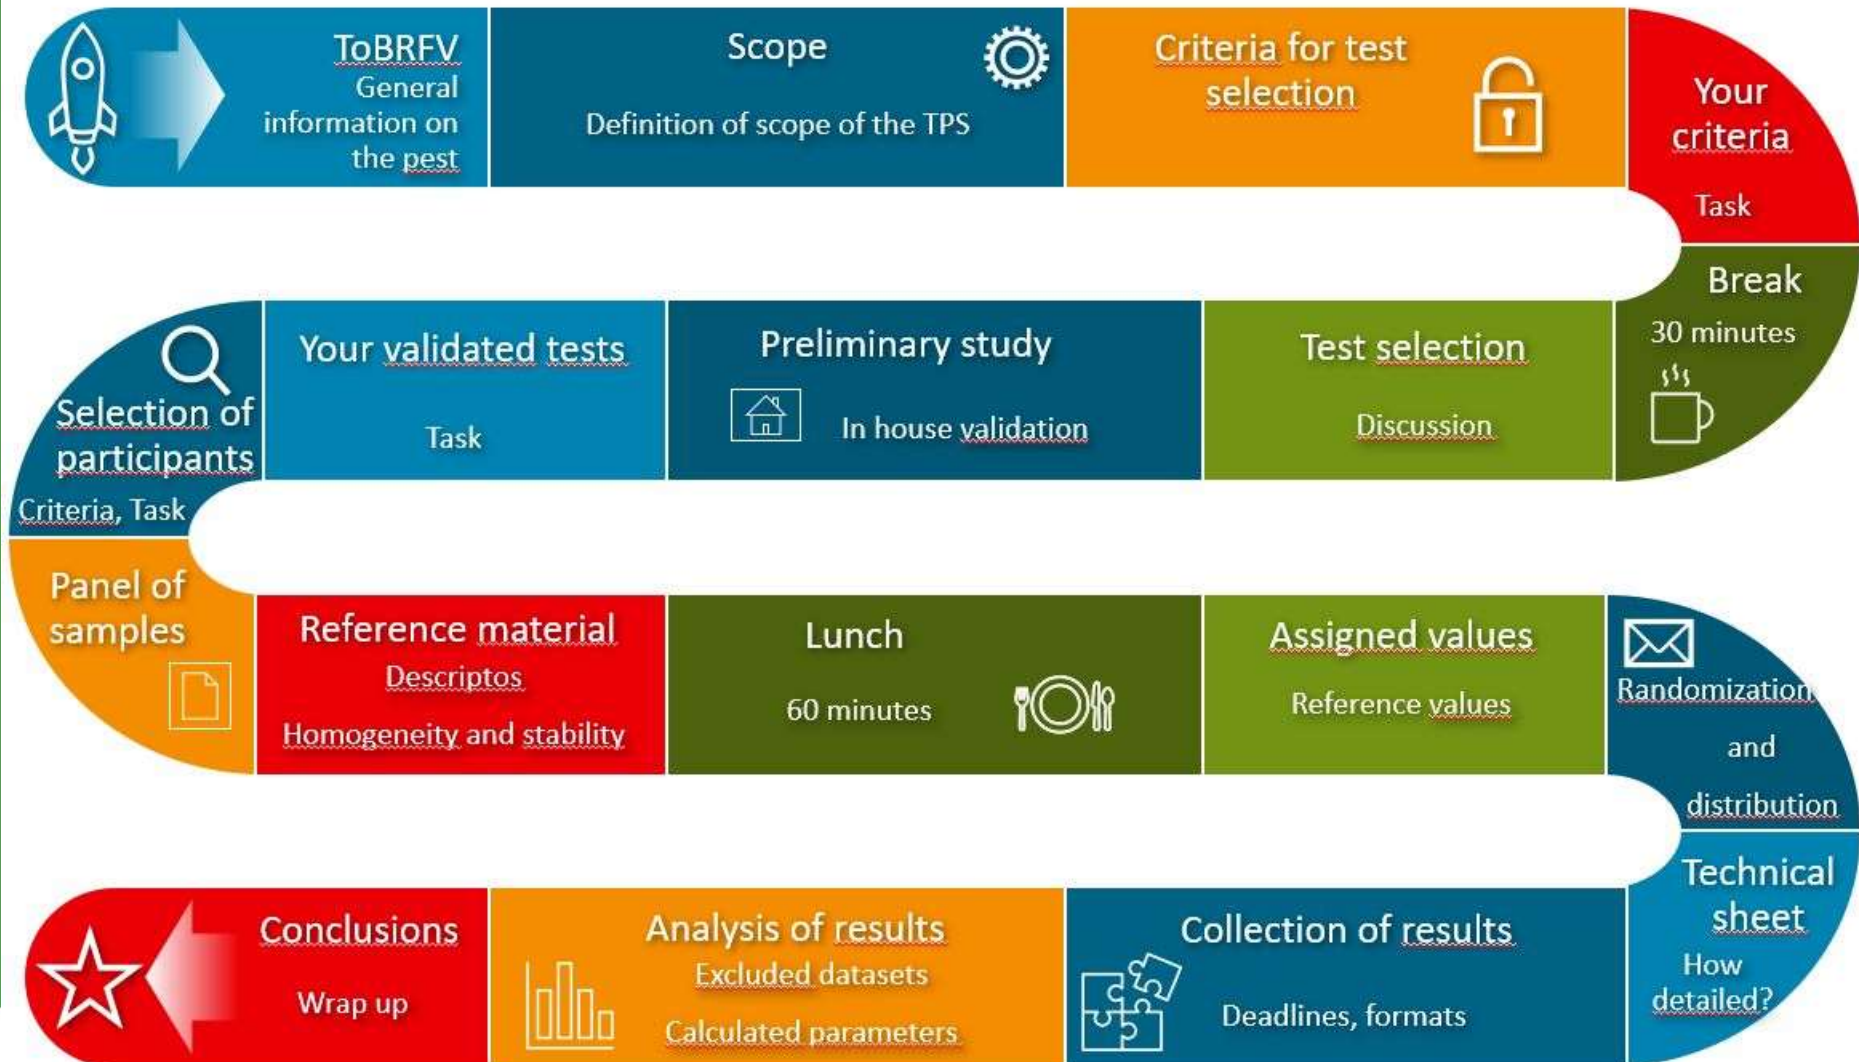 ToBRFV
General
information on
the pest
Scope
Definition of scope of the TPS
Criteria for test
selection
Your
criteria
Task
Break
30 minutes
Test selection
Discussion
Preliminary study
In house validation
Your validated tests
Task
Selection of
participants
Criteria, Task
Panel of
samples
Reference material
Descriptos
Homogeneity and stability
Lunch
60 minutes
Assigned values
Reference values
Randomization
and
distribution
Technical
sheet
How
detailed?
Collection of results
Deadlines, formats
Analysis of results
Excluded datasets
Calculated parameters
Conclusions
Wrap up